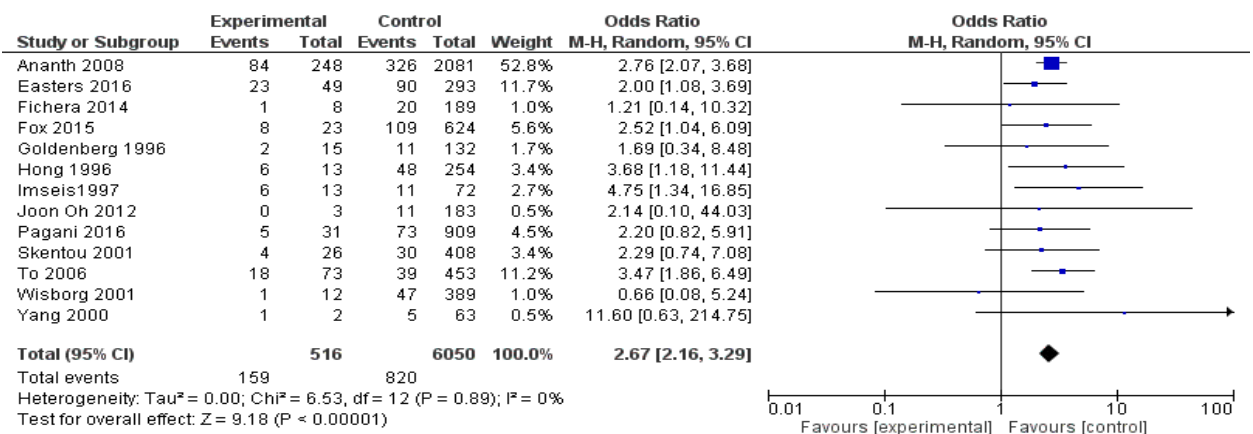 Experimental Control Odds Ratio Odds Ratio
Study or Subgroup Events Total Events Total Weight M-H, Random, 95% CI M-H, Random, 95% CI
Ananth 2008 84 248 326 2081 52.8% 2.76 [2.07, 3.68]
Easters 2016 23 49 90 293 11.7% 2.00 [1.08, 3.69]
Fichera 2014 1 8 20 189 1.0% 1.21 [0.14, 10.32]
Fox 2015 8 23 109 624 5.6% 2.52 [1.04, 6.09]
Goldenberg 1996 2 15 11 132 1.7% 1.69 [0.34, 8.48]
Hong 1996 6 13 48 254 3.4% 3.68 [1.18, 11.44]
Imseis1997 6 13 11 72 2.7% 4.75 [1.34, 16.85]
Joon Oh 2012 0 3 11 183 0.5% 2.14 [0.10, 44.03]
Pagani 2016 5 31 73 909 4.5% 2.20 [0.82, 5.91]
Skentou 2001 4 26 30 408 3.4% 2.29 [0.74, 7.08]
To 2006 18 73 39 453 11.2% 3.47 [1.86, 6.49]
Wisborg 2001 1 12 47 389 1.0% 0.66 [0.08, 5.24]
Yang 2000 1 2 5 63 0.5% 11.60 [0.63, 214.75]
Total (95% CI) 516 6050 100.0% 2.67 [2.16, 3.29]
Total events 159 820
Heterogeneity: Tau² = 0.00; Chi² = 6.53, df = 12 (P = 0.89); I² = 0%
Test for overall effect: Z = 9.18 (P < 0.00001)
0.01 0.1 1 10 100
Favours [experimental] Favours [control]